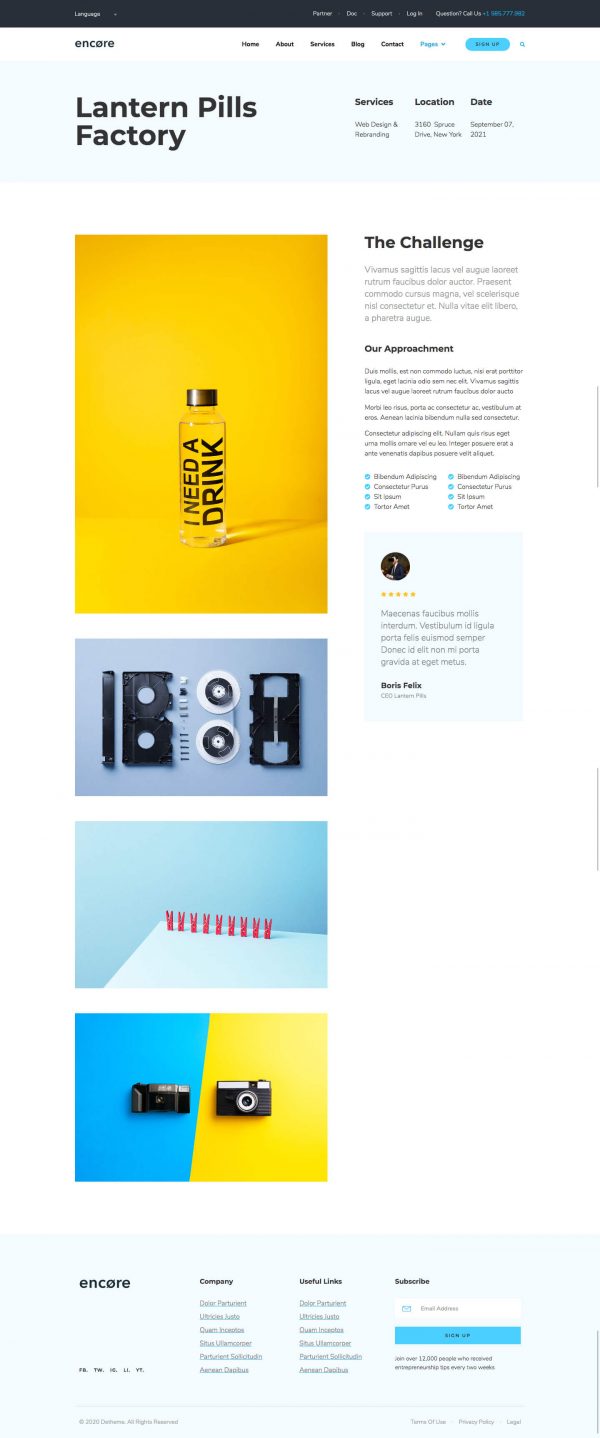 Language
Partner
Doc
Support
Log In
Question? Call Us +1 585.777.982
encøre
Home
About
Services
Blog
Contact
Pages
SIGN UP
Lantern Pills
Factory
Services
Web Design &
Rebranding
Location
3160 Spruce
Drive, New York
Date
September 07,
2021
I NEED A
DRINK
The Challenge
Vivamus sagittis lacus vel augue laoreet
rutrum faucibus dolor auctor. Praesent
commodo cursus magna, vel scelerisque
nisl consectetur et. Nulla vitae elit libero,
a pharetra augue.
Our Approachment
Duis mollis, est non commodo luctus, nisi erat porttitor
ligula, eget lacinia odio sem nec elit. Vivamus sagittis
lacus vel augue laoreet rutrum faucibus dolor aucto
Morbi leo risus, porta ac consectetur ac, vestibulum at
eros. Aenean lacinia bibendum nulla sed consectetur.
Consectetur adipiscing elit. Nullam quis risus eget
urna mollis ornare vel eu leo. Integer posuere erat a
ante venenatis dapibus posuere velit aliquet.
Bibendum Adipiscing
Consectetur Purus
Sit Ipsum
Tortor Amet
Bibendum Adipiscing
Consectetur Purus
Sit Ipsum
Tortor Amet
Maecenas faucibus mollis
interdum. Vestibulum id ligula
porta felis euismod semper
Donec id elit non mi porta
gravida at eget metus.
Boris Felix
CEO Lantern Pills
encøre
FB. TW. IG. LI. YT.
Company
Dolor Parturient
Ultricies Justo
Quam Inceptos
Situs Ullamcorper
Parturient Sollicitudin
Aenean Dapibus
Useful Links
Dolor Parturient
Ultricies Justo
Quam Inceptos
Situs Ullamcorper
Parturient Sollicitudin
Aenean Dapibus
Subscribe
Email Address
SIGN UP
Join over 12,000 people who received
entrepreneurship tips every two weeks
© 2020 Detheme. All Rights Reserved
Terms Of Use
Privacy Policy
Legal